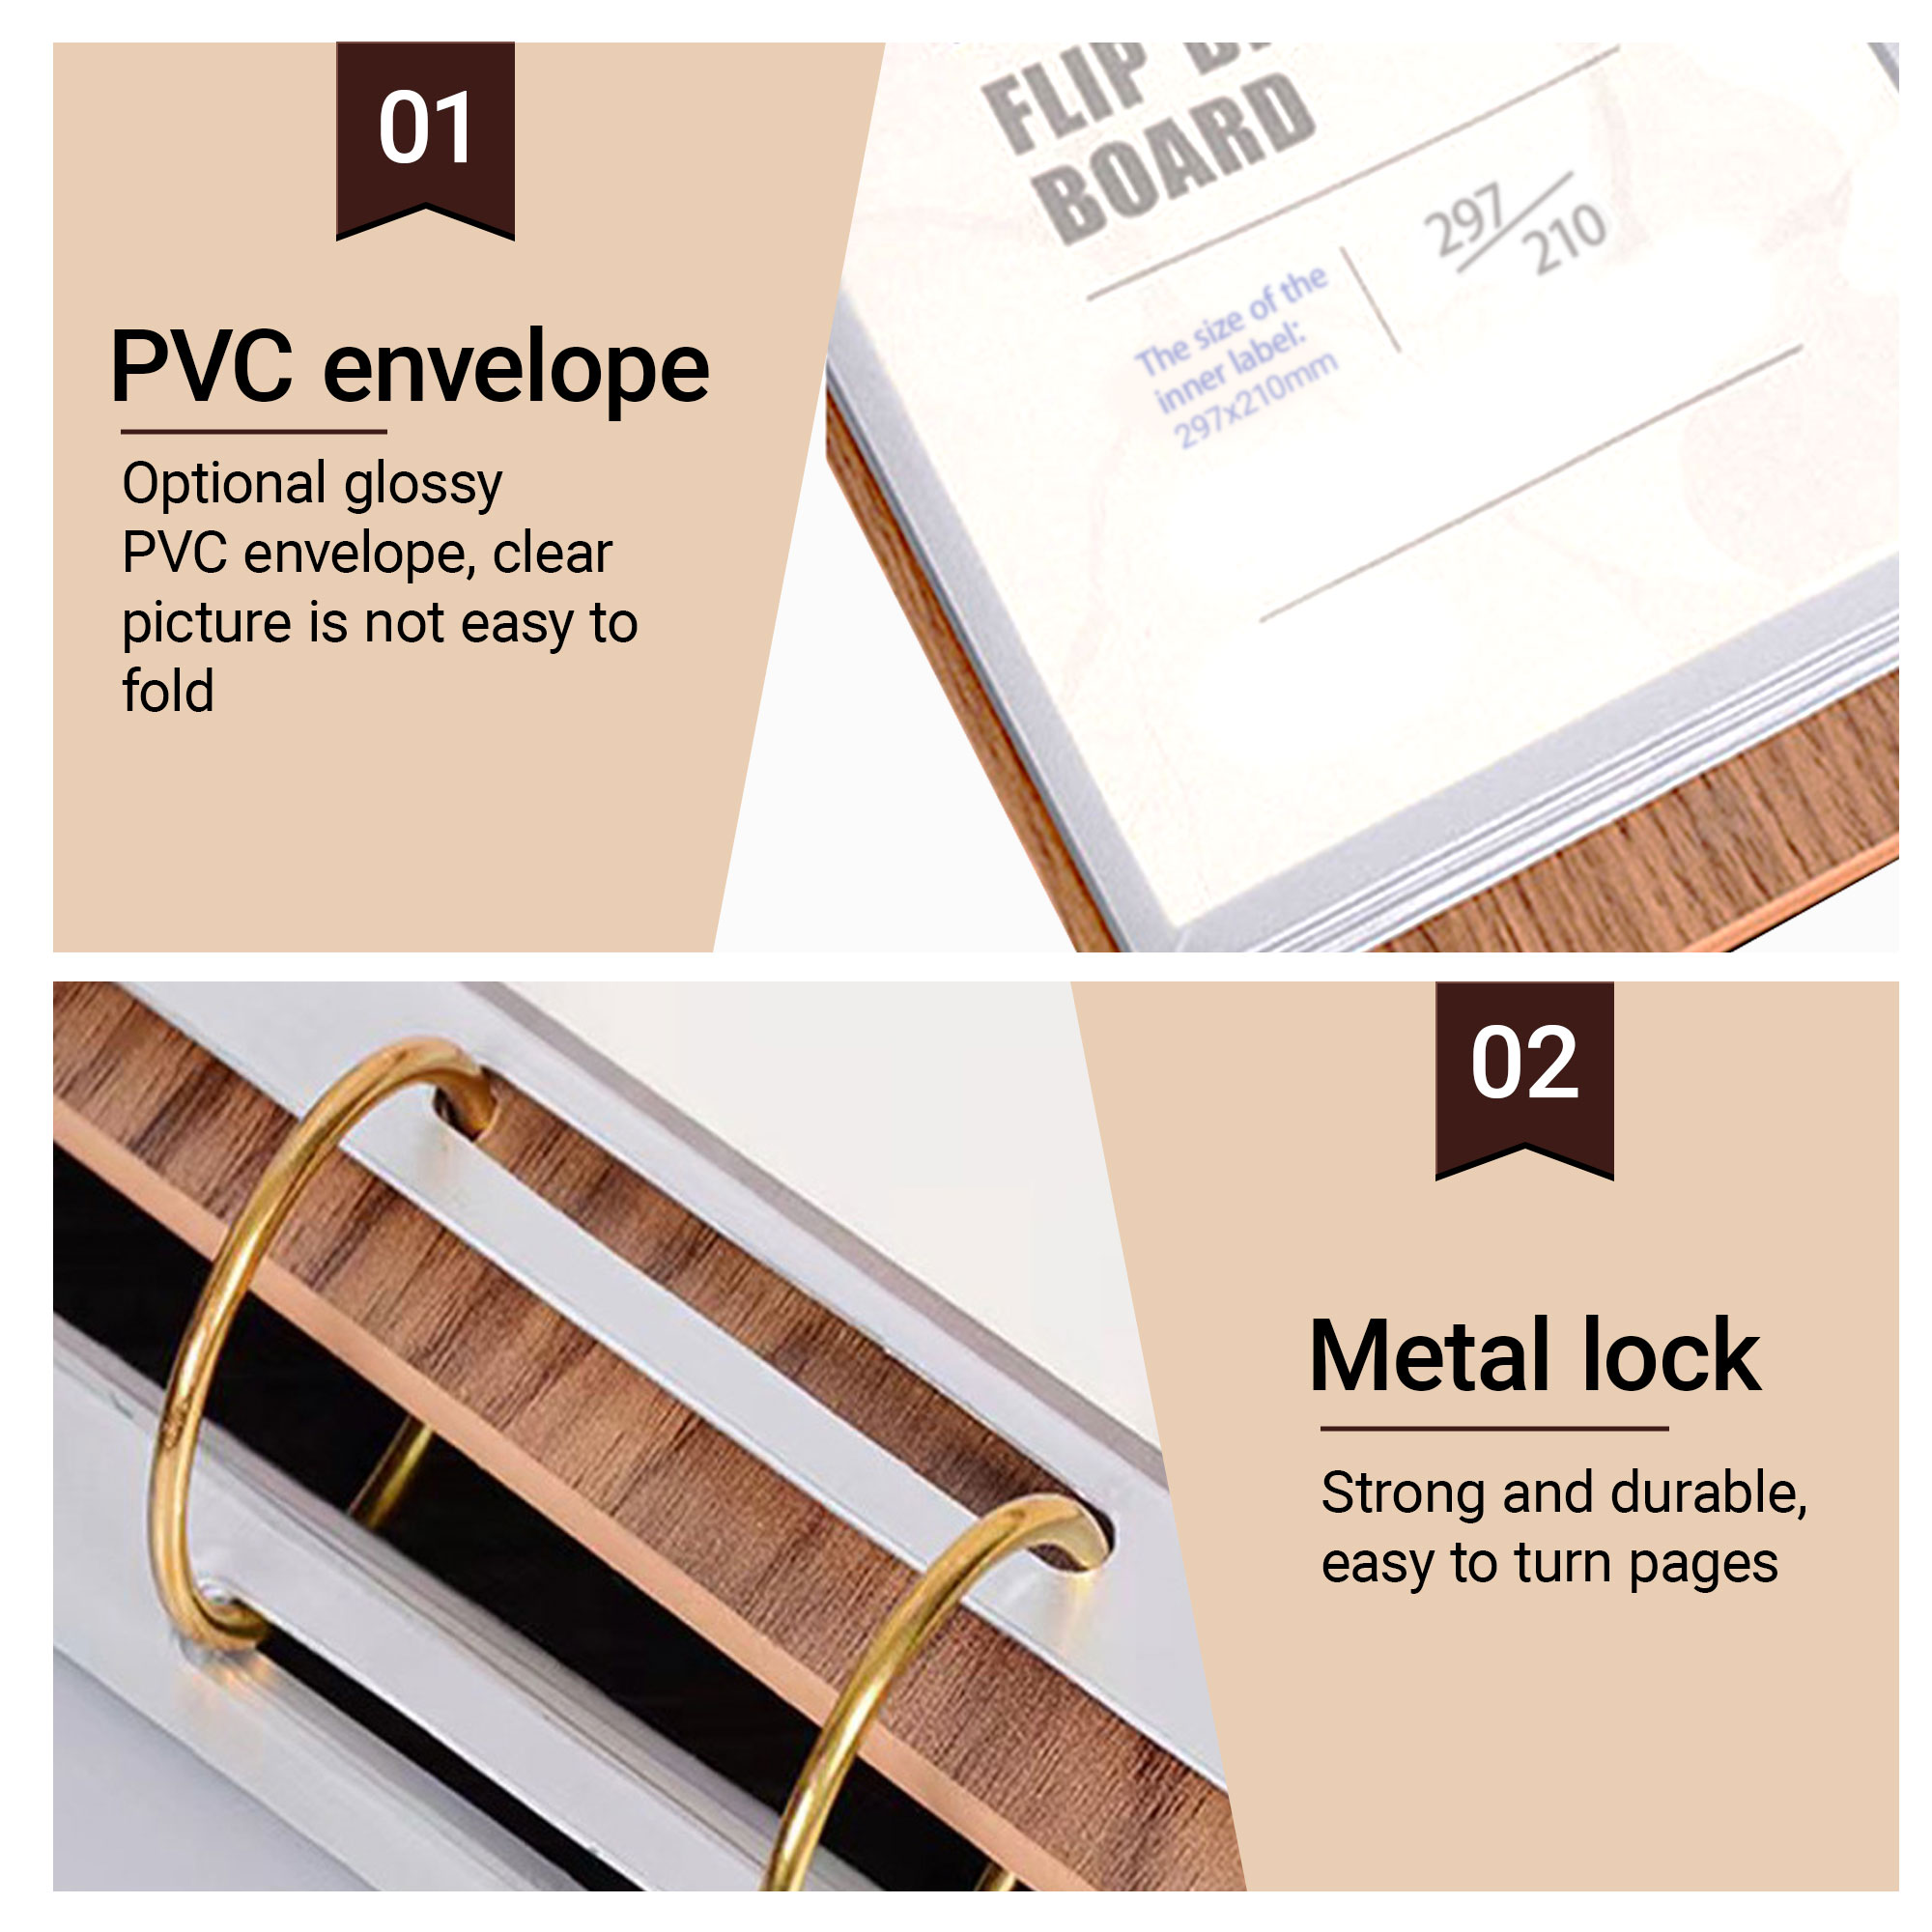 01
PVC envelope
Optional glossy
PVC envelope, clear
picture is not easy to
fold
FLIP
BOARD
297
210
The size of the
inner label:
297x210mm
02
Metal lock
Strong and durable,
easy to turn pages